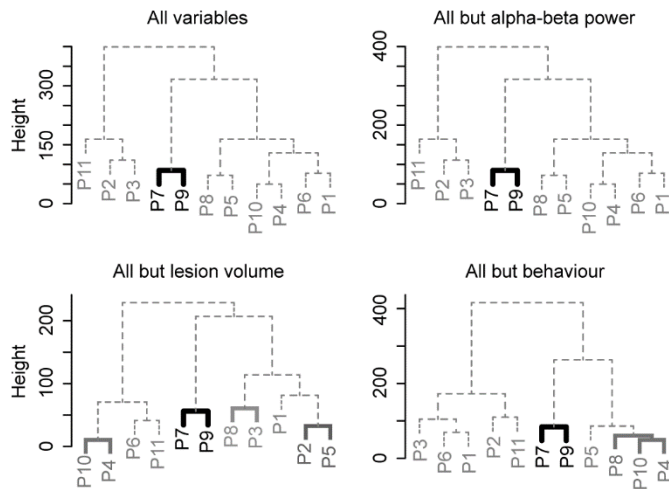 All variables
All but alpha-beta power
Height
0
150
300
P11
P2
P3
P7
P9
P8
P5
P10
P4
P6
P1
0
200
400
P11
P2
P3
P7
P9
P8
P5
P10
P4
P6
P1
All but lesion volume
All but behaviour
Height
0
100
200
P10
P4
P6
P11
P7
P9
P8
P3
P1
P2
P5
0
200
400
P3
P6
P1
P2
P11
P7
P9
P5
P8
P10
P4